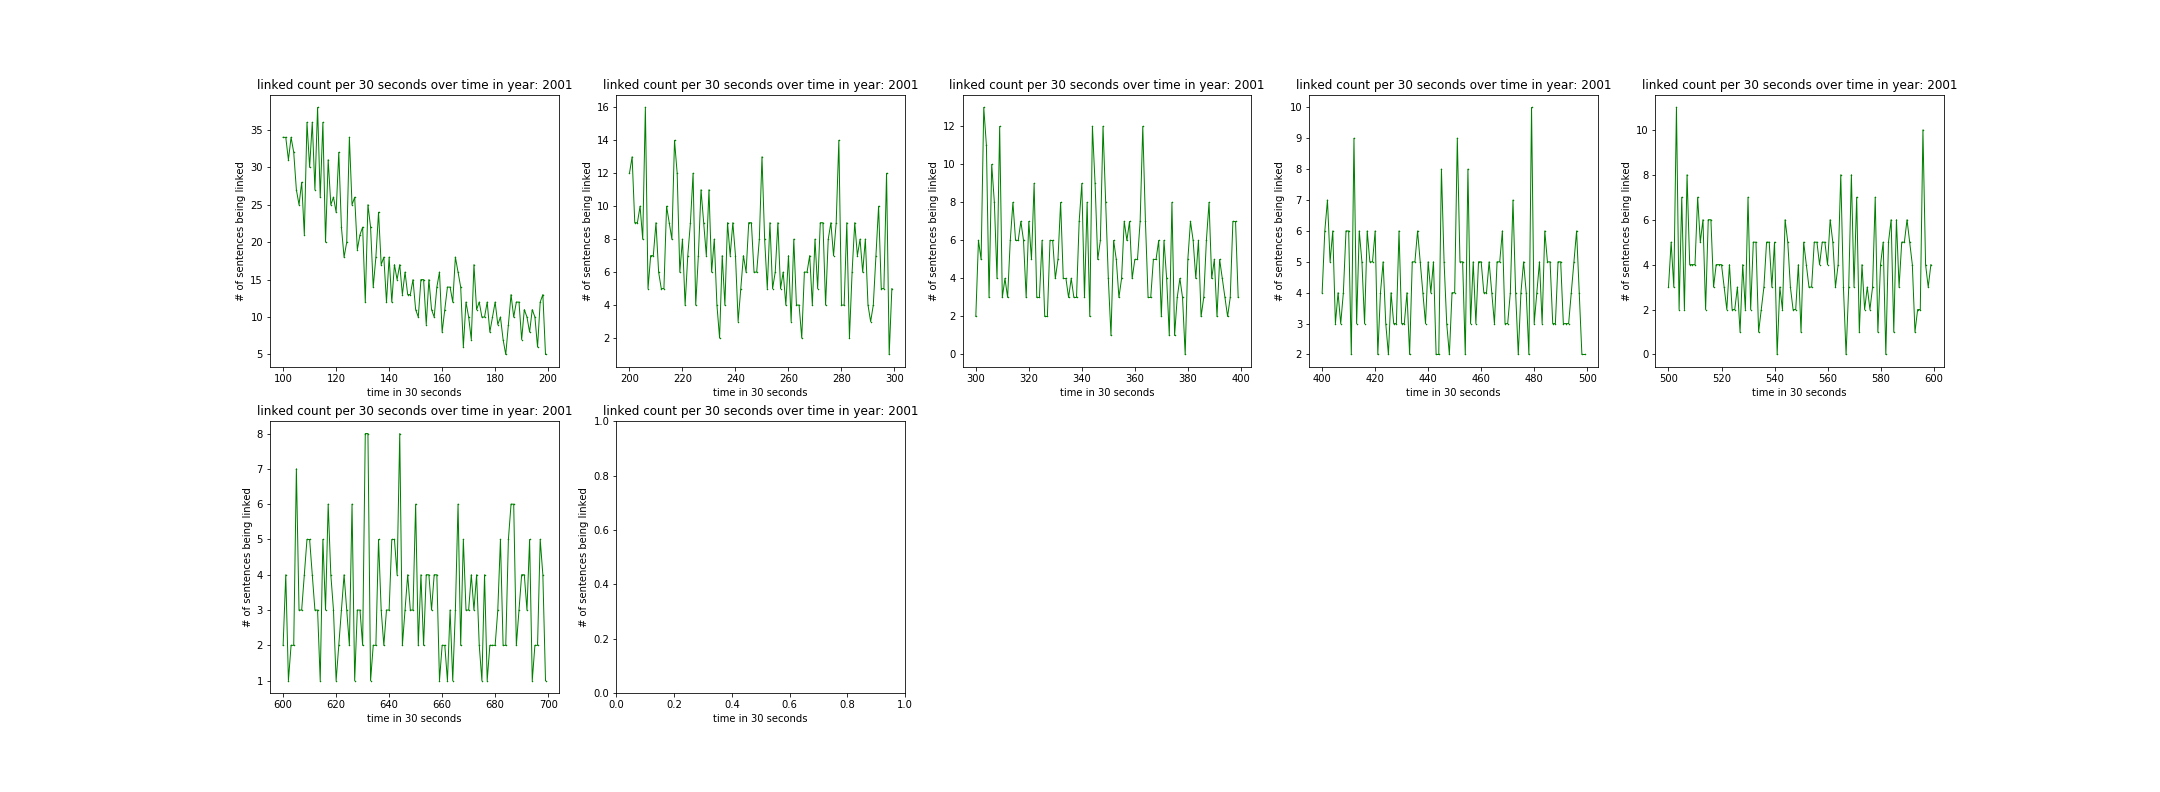 linked count per 30 seconds over time in year: 2001
# of sentences being linked
35
30
25
20
15
10
5
100 120 140 160 180 200
time in 30 seconds
linked count per 30 seconds over time in year: 2001
# of sentences being linked
16
14
12
10
8
6
4
2
200 220 240 260 280 300
time in 30 seconds
linked count per 30 seconds over time in year: 2001
# of sentences being linked
12
10
8
6
4
2
0
300 320 340 360 380 400
time in 30 seconds
linked count per 30 seconds over time in year: 2001
# of sentences being linked
10
9
8
7
6
5
4
3
2
400 420 440 460 480 500
time in 30 seconds
linked count per 30 seconds over time in year: 2001
# of sentences being linked
10
8
6
4
2
0
500 520 540 560 580 600
time in 30 seconds
linked count per 30 seconds over time in year: 2001
# of sentences being linked
8
7
6
5
4
3
2
1
600 620 640 660 680 700
time in 30 seconds
linked count per 30 seconds over time in year: 2001
# of sentences being linked
1.0
0.8
0.6
0.4
0.2
0.0
0.0 0.2 0.4 0.6 0.8 1.0
time in 30 seconds